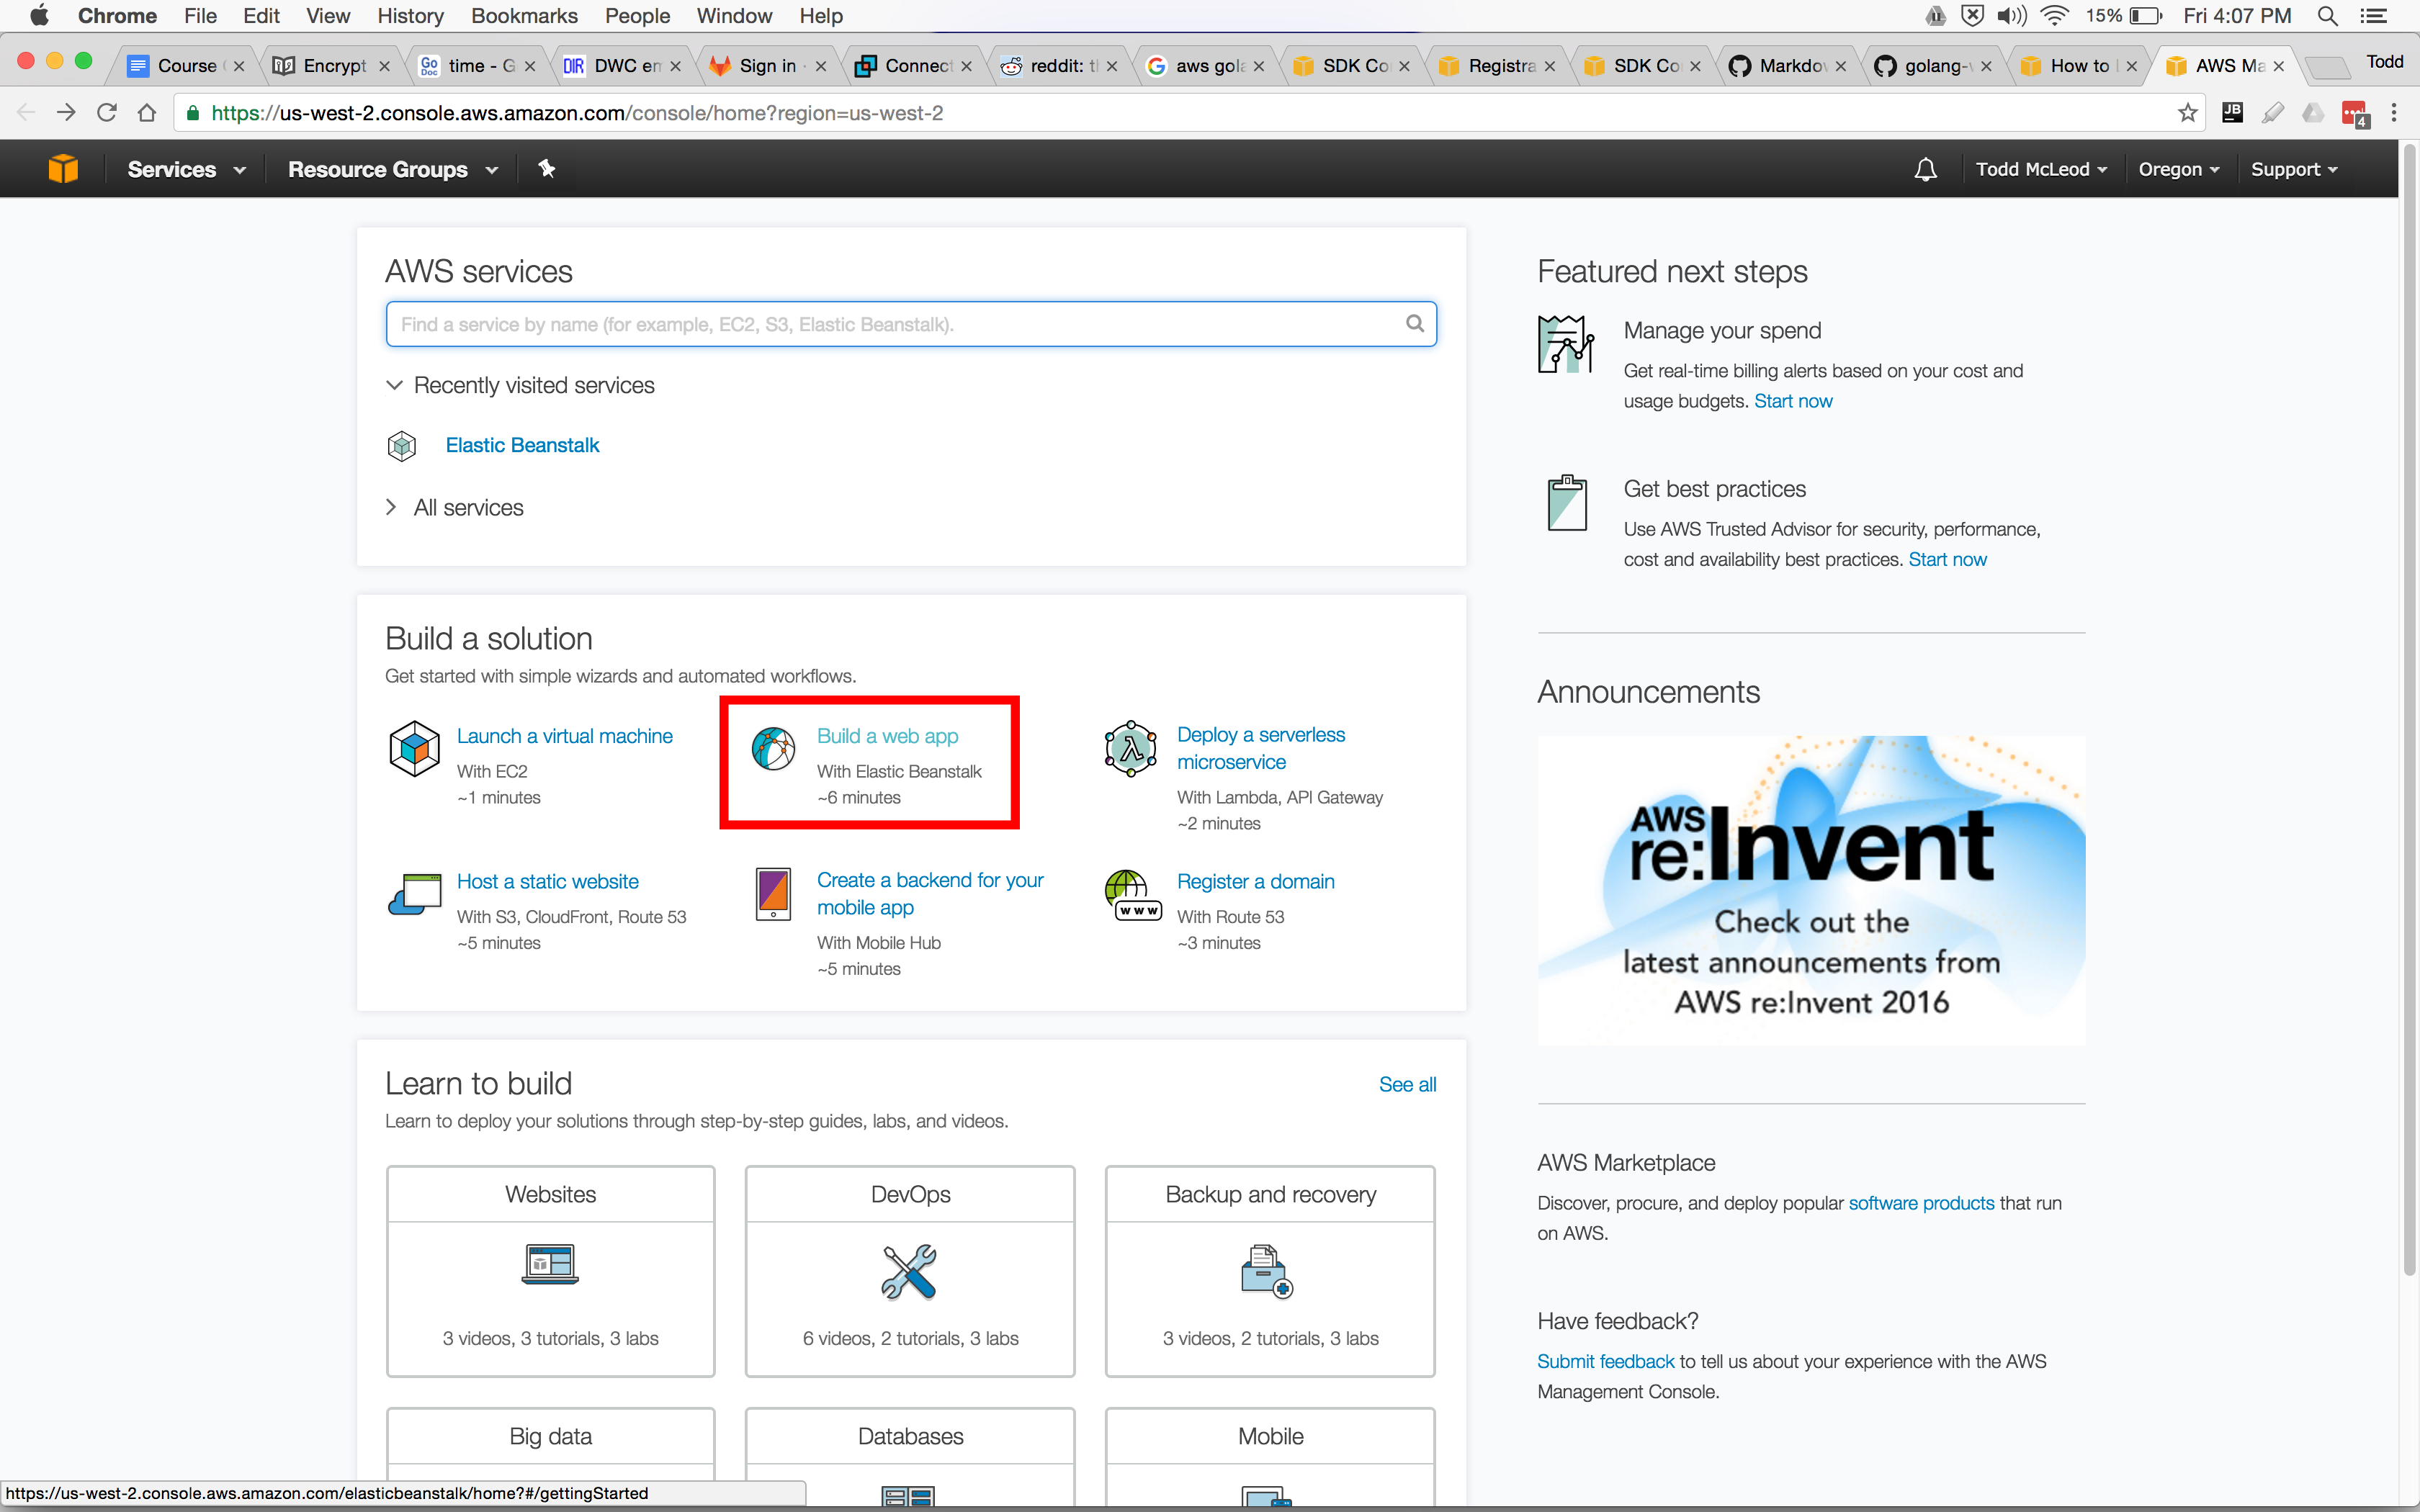 Chrome File Edit View History Bookmarks People Window Help 15% Fri 4:07 PM
Course Encrypt Go Doc time - G DIR DWC en Sign in Connect reddit: t aws gol SDK Co Registra SDK Co Markdov golang- How to AWS Ma Todd
https://us-west-2.console.aws.amazon.com/console/home?region=us-west-2 JB 4
Services Resource Groups Todd McLeod Oregon Support
AWS services
Find a service by name (for example, EC2, S3, Elastic Beanstalk).
Recently visited services
Elastic Beanstalk
All services
Build a solution
Get started with simple wizards and automated workflows.
Launch a virtual machine
With EC2
~1 minutes
Build a web app
With Elastic Beanstalk
~6 minutes
Deploy a serverless
microservice
With Lambda, API Gateway
~2 minutes
Host a static website
With S3, CloudFront, Route 53
~5 minutes
Create a backend for your
mobile app
With Mobile Hub
~5 minutes
www
Register a domain
With Route 53
~3 minutes
Learn to build
See all
Learn to deploy your solutions through step-by-step guides, labs, and videos.
Websites
3 videos, 3 tutorials, 3 labs
DevOps
6 videos, 2 tutorials, 3 labs
Backup and recovery
3 videos, 2 tutorials, 3 labs
Big data
Databases
Mobile
Featured next steps
Manage your spend
Get real-time billing alerts based on your cost and
usage budgets. Start now
Get best practices
Use AWS Trusted Advisor for security, performance,
cost and availability best practices. Start now
Announcements
AWS
re:Invent
Check out the
latest announcements from
AWS re:Invent 2016
AWS Marketplace
Discover, procure, and deploy popular software products that run
on AWS.
Have feedback?
Submit feedback to tell us about your experience with the AWS
Management Console.
https://us-west-2.console.aws.amazon.com/elasticbeanstalk/home?#/gettingStarted